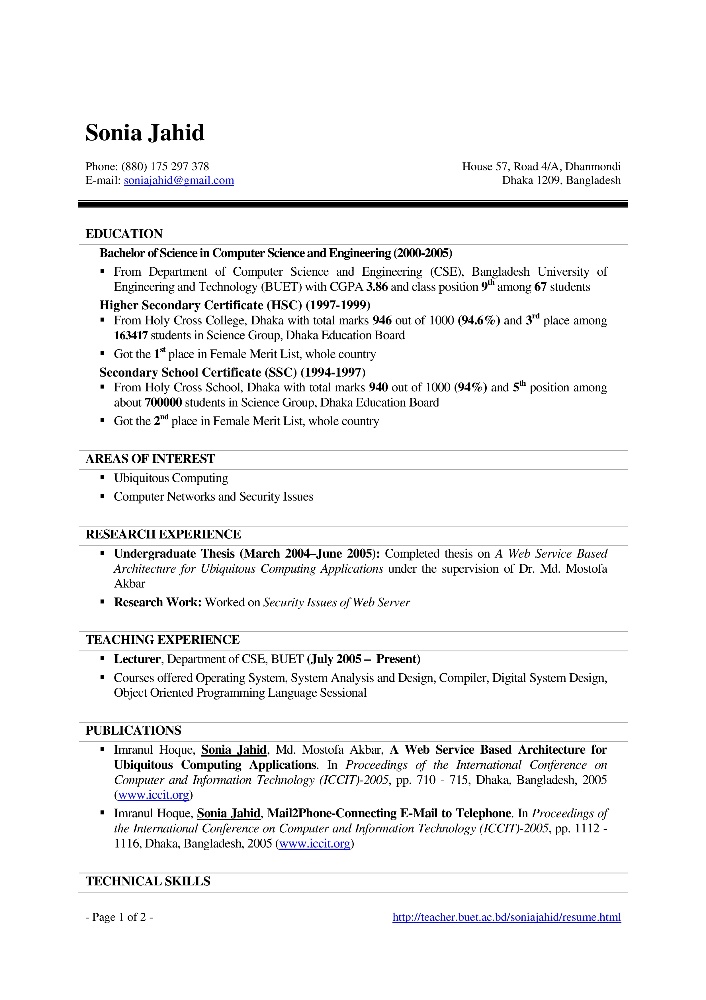 Sonia Jahid
Phone: (880) 175 297 378
House 57, Road 4/A, Dhanmondi
E-mail: soniajahid@gmail.com
Dhaka 1209, Bangladesh
EDUCATION
Bachelor of Science in Computer Science and Engineering (2000-2005)
▪ From Department of Computer Science and Engineering (CSE), Bangladesh University of
Engineering and Technology (BUET) with CGPA 3.86 and class position 9th among 67 students
Higher Secondary Certificate (HSC) (1997-1999)
▪ From Holy Cross College, Dhaka with total marks 946 out of 1000 (94.6%) and 3rd place among
163417 students in Science Group, Dhaka Education Board
▪ Got the 1st place in Female Merit List, whole country
Secondary School Certificate (SSC) (1994-1997)
▪ From Holy Cross School, Dhaka with total marks 940 out of 1000 (94%) and 5th position among
about 700000 students in Science Group, Dhaka Education Board
▪ Got the 2nd place in Female Merit List, whole country
AREAS OF INTEREST
▪ Ubiquitous Computing
▪ Computer Networks and Security Issues
RESEARCH EXPERIENCE
▪ Undergraduate Thesis (March 2004–June 2005): Completed thesis on A Web Service Based
Architecture for Ubiquitous Computing Applications under the supervision of Dr. Md. Mostofa
Akbar
▪ Research Work: Worked on Security Issues of Web Server
TEACHING EXPERIENCE
▪ Lecturer, Department of CSE, BUET (July 2005 – Present)
▪ Courses offered Operating System, System Analysis and Design, Compiler, Digital System Design,
Object Oriented Programming Language Sessional
PUBLICATIONS
▪ Imranul Hoque, Sonia Jahid, Md. Mostofa Akbar, A Web Service Based Architecture for
Ubiquitous Computing Applications. In Proceedings of the International Conference on
Computer and Information Technology (ICCIT)-2005, pp. 710 - 715, Dhaka, Bangladesh, 2005
(www.iccit.org)
▪ Imranul Hoque, Sonia Jahid, Mail2Phone-Connecting E-Mail to Telephone. In Proceedings of
the International Conference on Computer and Information Technology (ICCIT)-2005, pp. 1112 -
1116, Dhaka, Bangladesh, 2005 (www.iccit.org)
TECHNICAL SKILLS
- Page 1 of 2 -
http://teacher.buet.ac.bd/soniajahid/resume.html